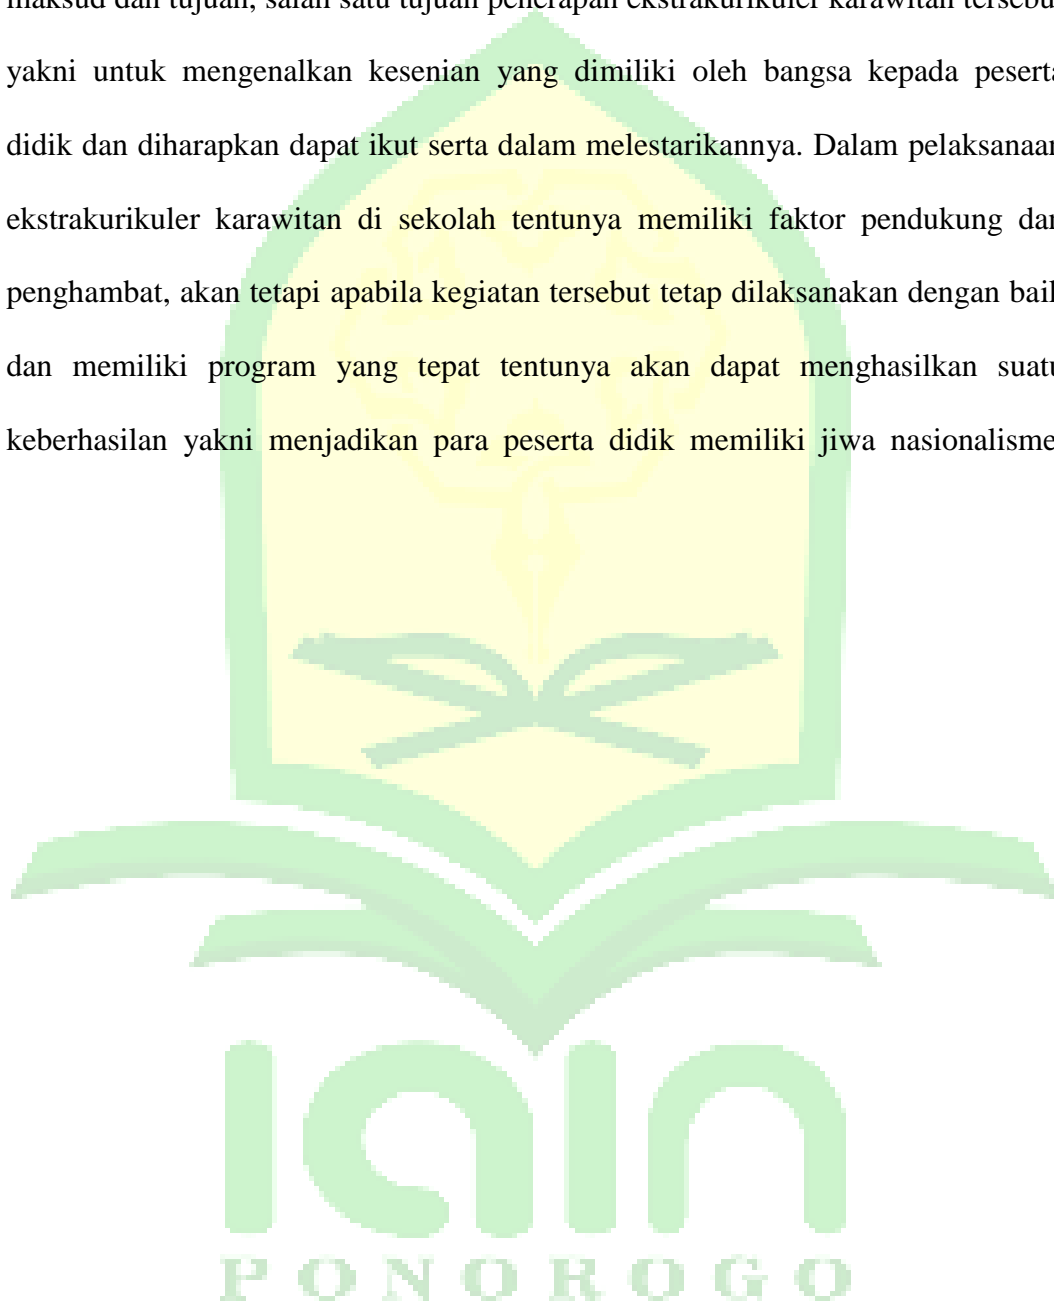 maksud dan tujuan, salah satu tujuan penerapan ekstrakurikuler karawitan tersebut
yakni untuk mengenalkan kesenian yang dimiliki oleh bangsa kepada peserta
didik dan diharapkan dapat ikut serta dalam melestarikannya. Dalam pelaksanaan
ekstrakurikuler karawitan di sekolah tentunya memiliki faktor pendukung dan
penghambat, akan tetapi apabila kegiatan tersebut tetap dilaksanakan dengan baik
dan memiliki program yang tepat tentunya akan dapat menghasilkan suatu
keberhasilan yakni menjadikan para peserta didik memiliki jiwa nasionalisme
iain
PONOROGO